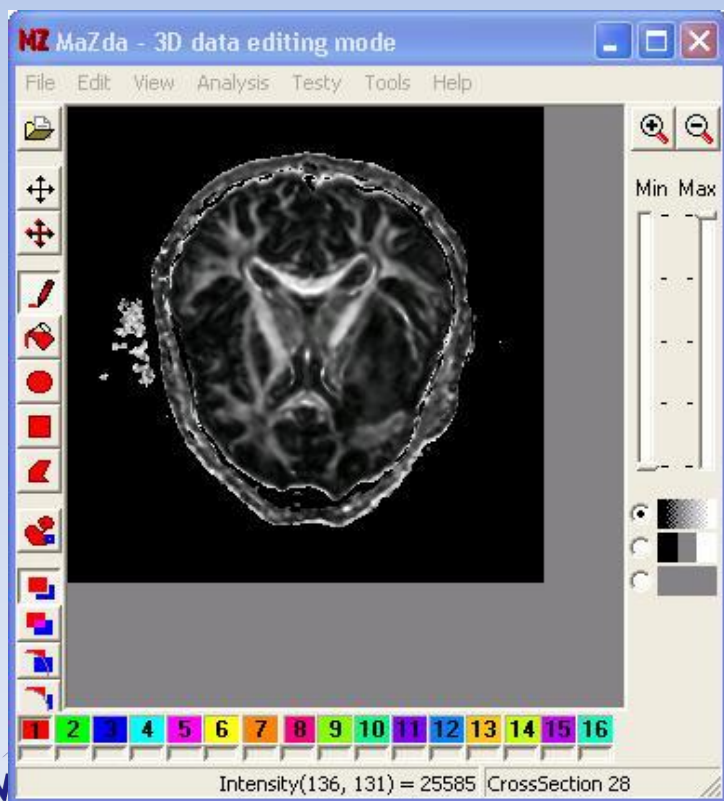 MZ MaZda - 3D data editing mode
File Edit View Analysis Testy Tools Help
Min Max
1 2 3 4 5 6 7 8 9 10 11 12 13 14 15 16
Intensity(136, 131) = 25585 CrossSection 28